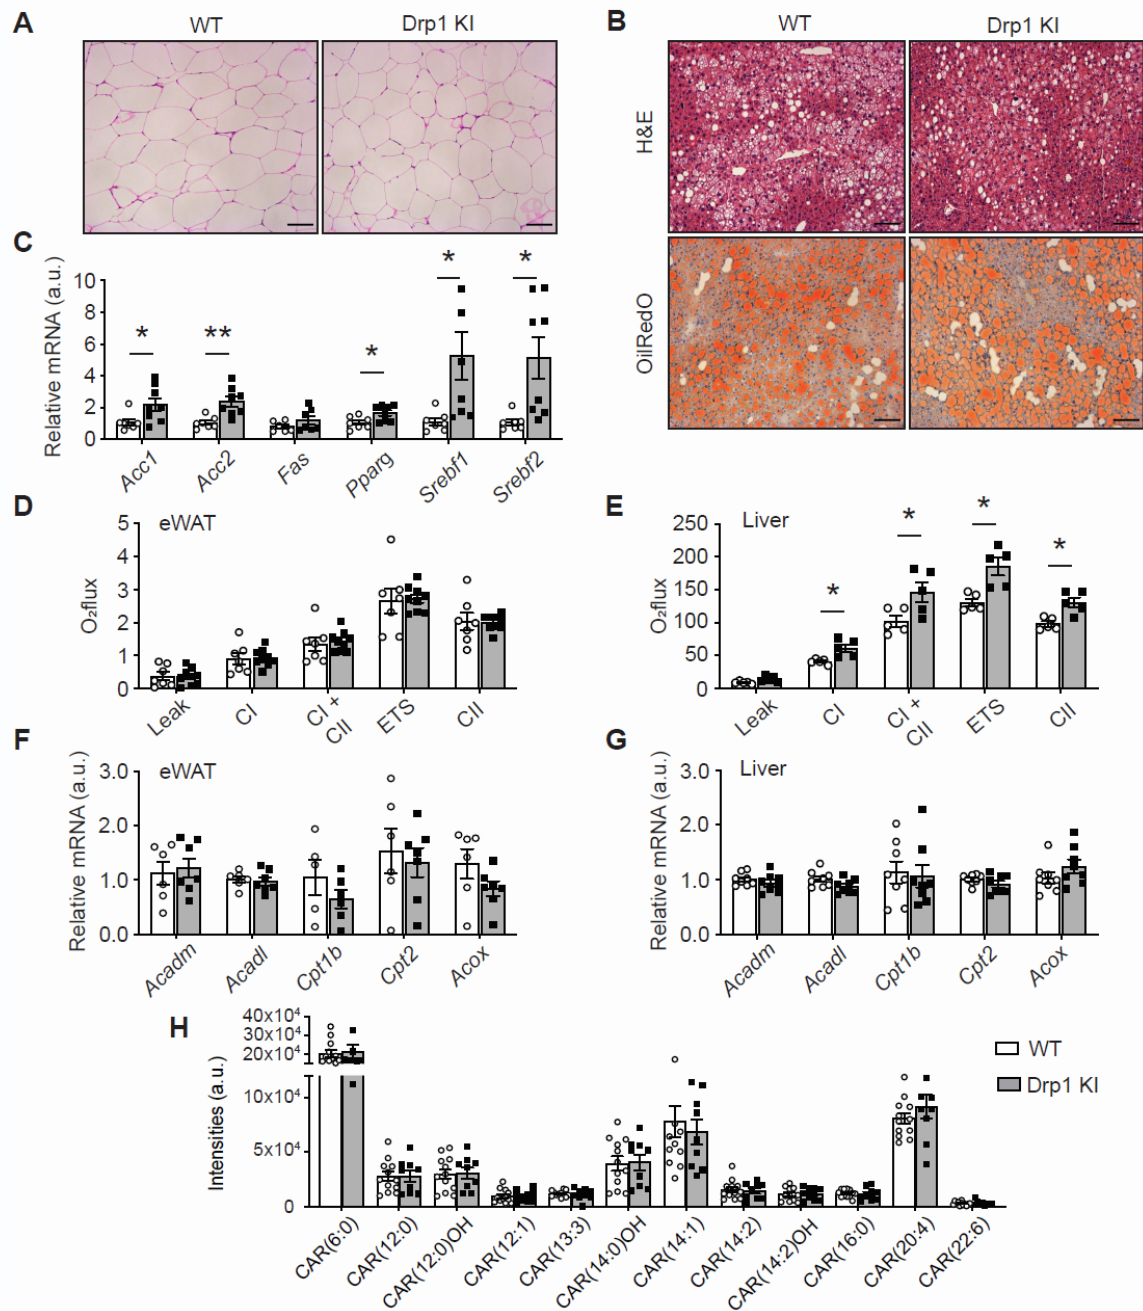 A
WT
Drp1 KI
B
WT
Drp1 KI
H&E
OilRedO
C
Relative mRNA (a.u.)
10
8
6
4
2
0
*
**
*
*
*
Acc1
Acc2
Fas
Pparg
Srebf1
Srebf2
D
eWAT
O₂flux
5
4
3
2
1
0
Leak
CI
CI +
CII
ETS
CII
E
Liver
O₂flux
250
200
150
100
50
0
*
*
*
*
Leak
CI
CI +
CII
ETS
CII
F
eWAT
Relative mRNA (a.u.)
3.0
2.0
1.0
0.0
Acadm
Acadl
Cpt1b
Cpt2
Acox
G
Liver
Relative mRNA (a.u.)
3.0
2.0
1.0
0.0
Acadm
Acadl
Cpt1b
Cpt2
Acox
H
Intensities (a.u.)
40x10⁴
30x10⁴
20x10⁴
10x10⁴
5x10⁴
0
WT
Drp1 KI
CAR(6:0)
CAR(12:0)
CAR(12:0)OH
CAR(12:1)
CAR(13:3)
CAR(14:0)OH
CAR(14:1)
CAR(14:2)
CAR(14:2)OH
CAR(16:0)
CAR(20:4)
CAR(22:6)